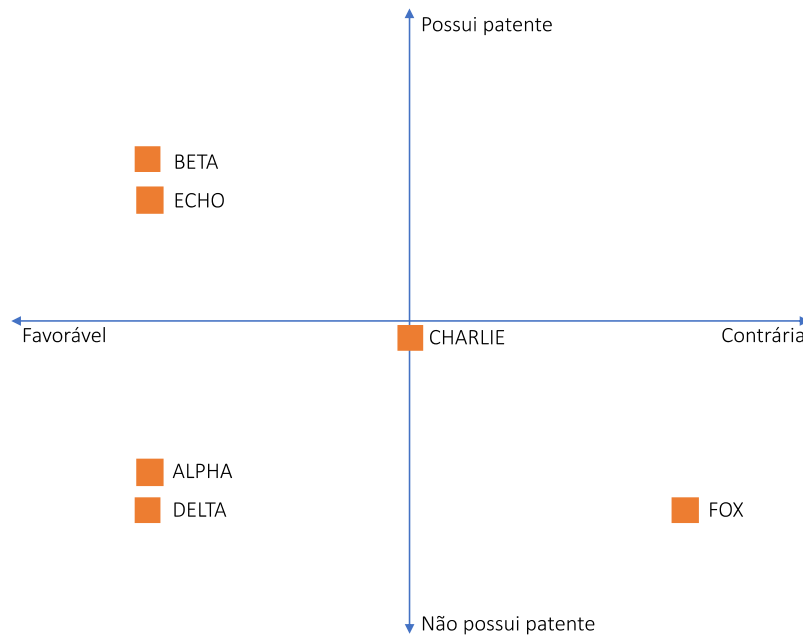 Possui patente
BETA
ECHO
Favorável
Contrária
CHARLIE
ALPHA
DELTA
FOX
Não possui patente